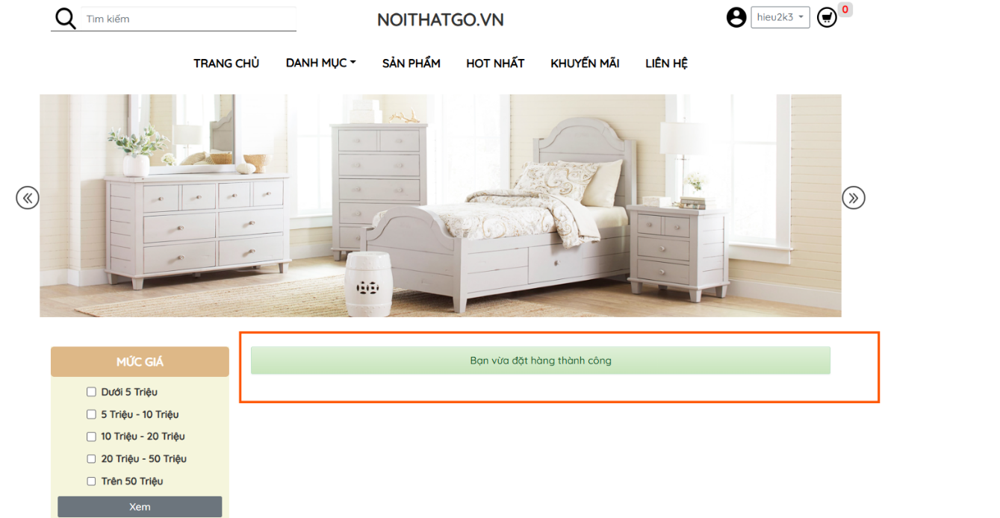 Tìm kiếm
NOITHATGO.VN
hieu2k3
0
TRANG CHỦ DANH MỤC SẢN PHẨM HOT NHẤT KHUYẾN MÃI LIÊN HỆ
MỨC GIÁ
Dưới 5 Triệu
5 Triệu - 10 Triệu
10 Triệu - 20 Triệu
20 Triệu - 50 Triệu
Trên 50 Triệu
Xem
Bạn vừa đặt hàng thành công